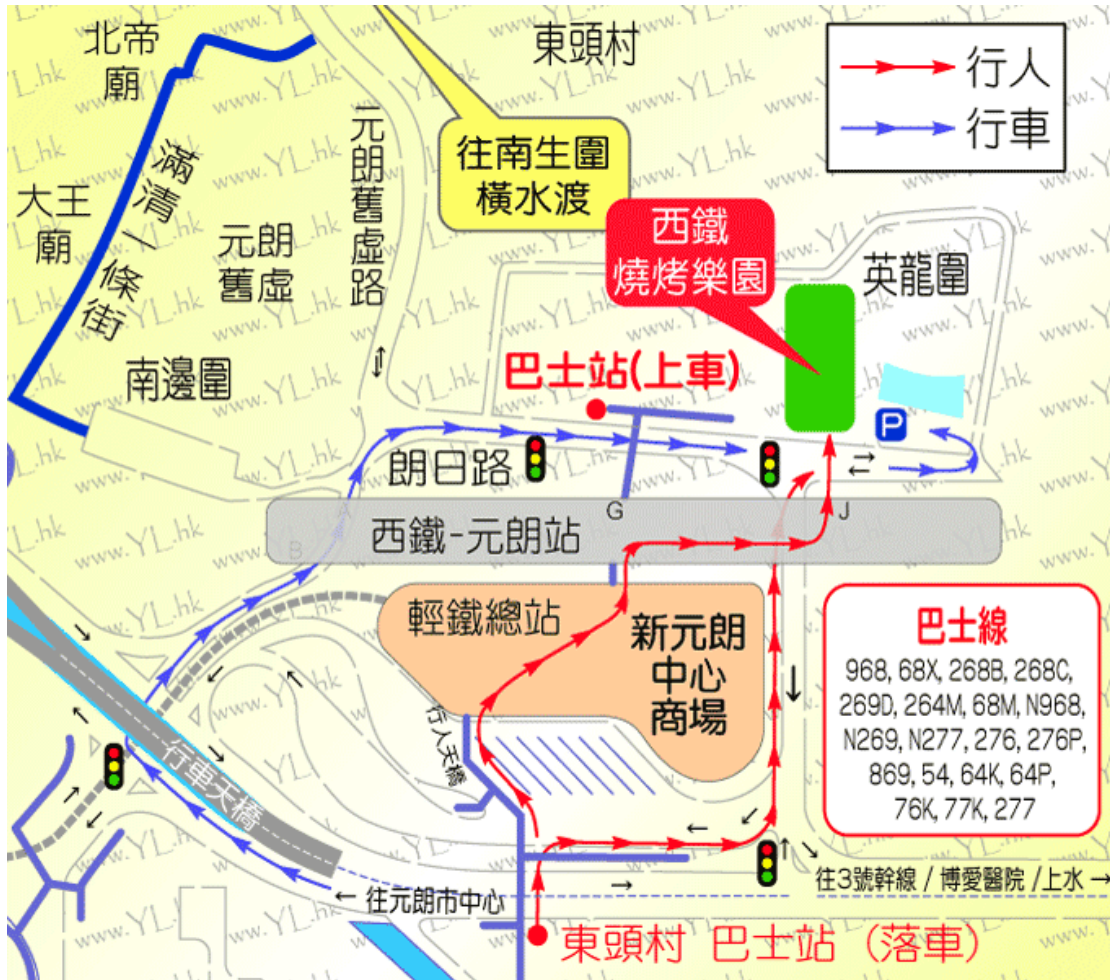 北帝
廟
東頭村
行人
行車
往南生圍
橫水渡
元朗舊虛路
滿清一條街
大王
廟
元朗
舊虛
西鐵
燒烤樂園
英龍圍
南邊圍
巴士站(上車)
P
朗日路
A
G
J
B
西鐵-元朗站
輕鐵總站
新元朗
中心
商場
巴士線
968, 68X, 268B, 268C,
269D, 264M, 68M, N968,
N269, N277, 276, 276P,
869, 54, 64K, 64P,
76K, 77K, 277
行人天橋
行車天橋
往3號幹線 / 博愛醫院 /上水 →
← 往元朗市中心
東頭村 巴士站 (落車)
www.YL.hk